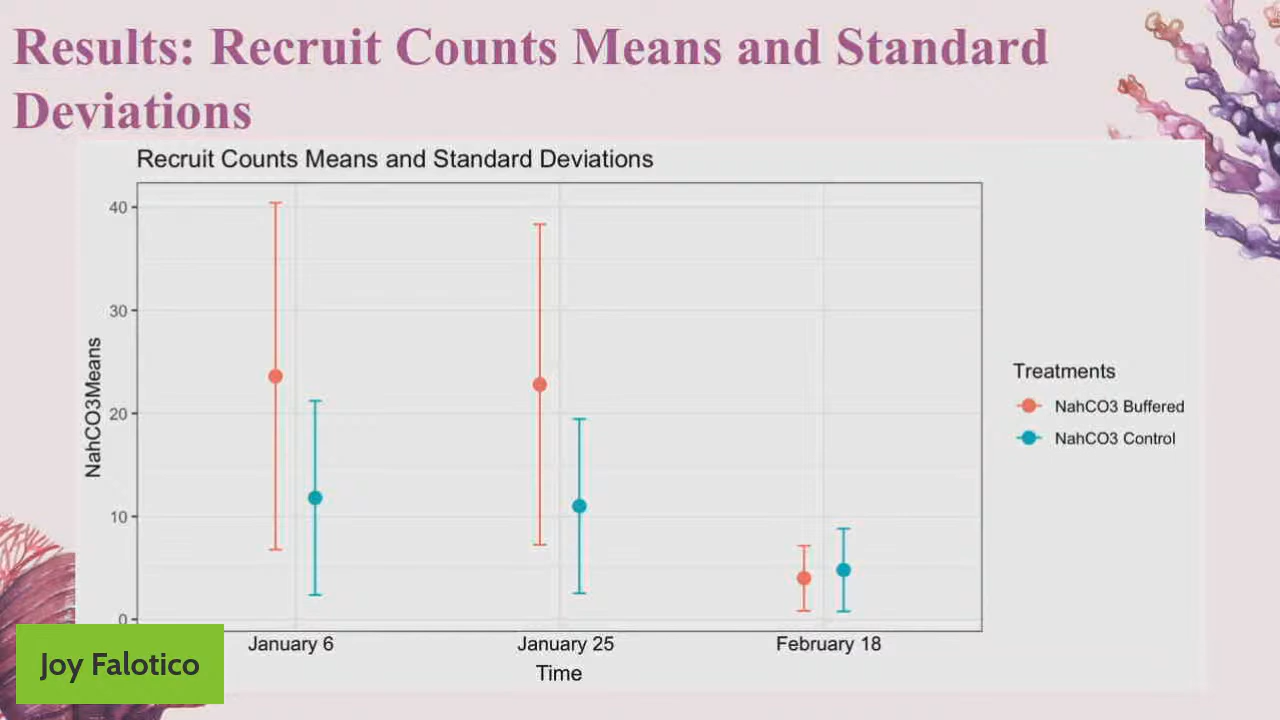 Results: Recruit Counts Means and Standard
Deviations
Recruit Counts Means and Standard Deviations
40
30
20
10
0
NahCO3Means
January 6
January 25
February 18
Time
Treatments
NahCO3 Buffered
NahCO3 Control
Joy Falotico